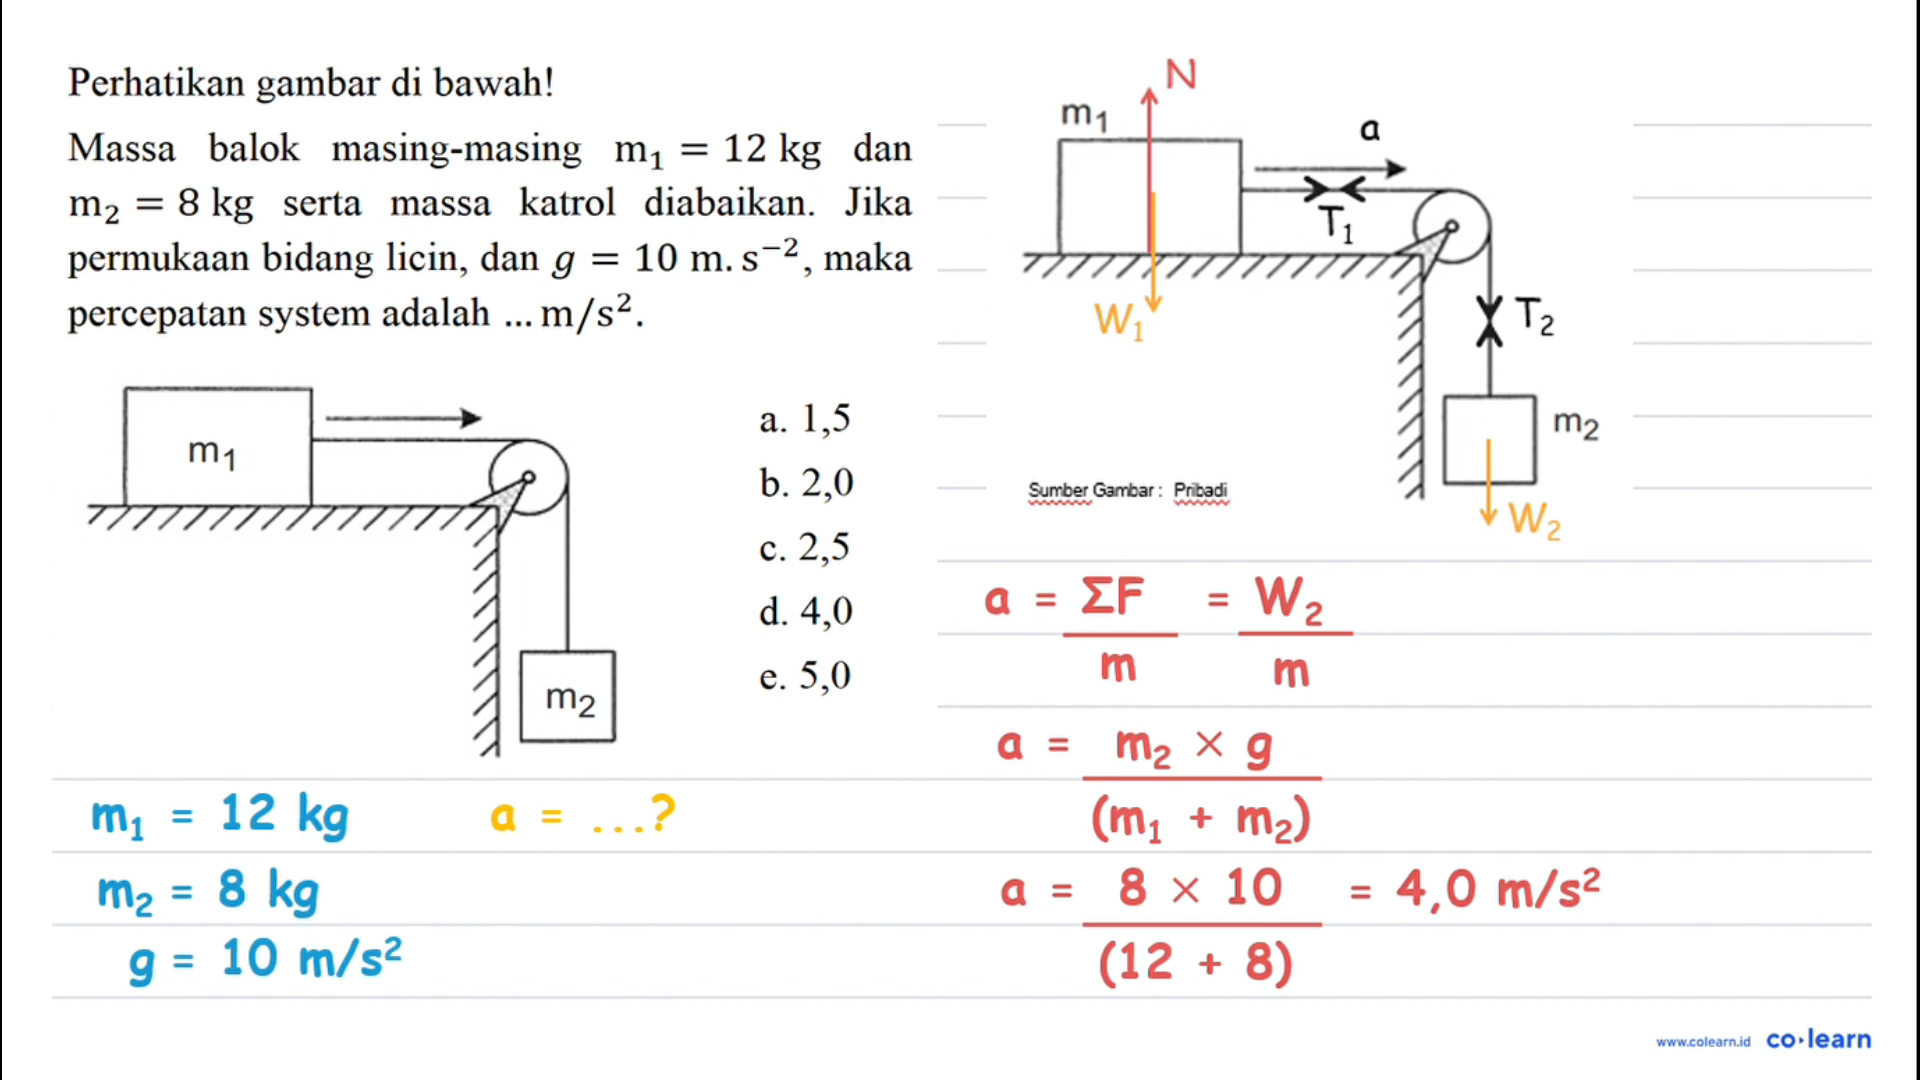 Perhatikan gambar di bawah!
Massa balok masing-masing m₁ = 12 kg dan
m₂ = 8 kg serta massa katrol diabaikan. Jika
permukaan bidang licin, dan g = 10 m.s⁻², maka
percepatan system adalah ... m/s².
m₁
m₂
a. 1,5
b. 2,0
c. 2,5
d. 4,0
e. 5,0
m₁ = 12 kg
a = ...?
m₂ = 8 kg
g = 10 m/s²
N
m₁
a
T₁
W₁
T₂
m₂
Sumber Gambar : Pribadi
W₂
a = ΣF = W₂
m m
a = m₂ × g
(m₁ + m₂)
a = 8 × 10 = 4,0 m/s²
(12 + 8)
www.colearn.id co·learn